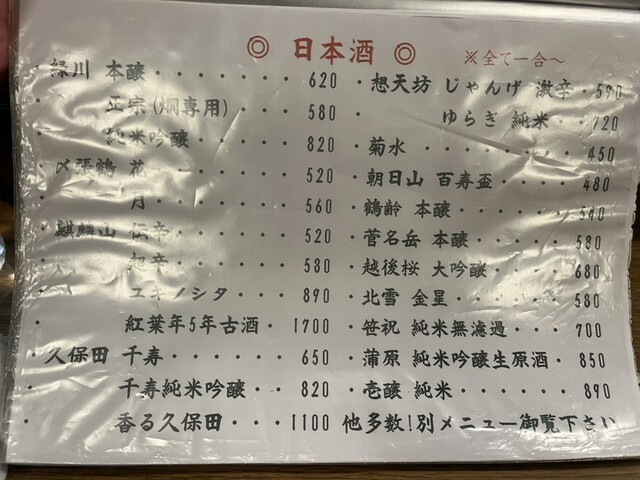 ◎ 日本酒 ◎ ※全て一合〜
・緑川 本醸・・・・・・・620
・ 正宗(燗専用)・・・・580
・ 純米吟醸・・・・・・820
・〆張鶴 花・・・・・・・520
・ 月・・・・・・・560
・麒麟山 伝辛・・・・・・520
・ 超辛・・・・・・530
・ ユキノシタ・・・・890
・ 紅葉年5年古酒・1700
・久保田 千寿・・・・・・650
・ 千寿純米吟醸・・・820
・ 香る久保田・・・1100
・想天坊 じゃんげ 激辛・570
・ ゆらぎ 純米・・720
・菊水・・・・・・・・・450
・朝日山 百寿盃・・・・・480
・鶴齢 本醸・・・・・・540
・菅名岳 本醸・・・・・580
・越後桜 大吟醸・・・・680
・北雪 金星・・・・・・580
・笹祝 純米無濾過・・・700
・蒲原 純米吟醸生原酒・850
・壱醸 純米・・・・・・890
他多数!別メニュー御覧下さい